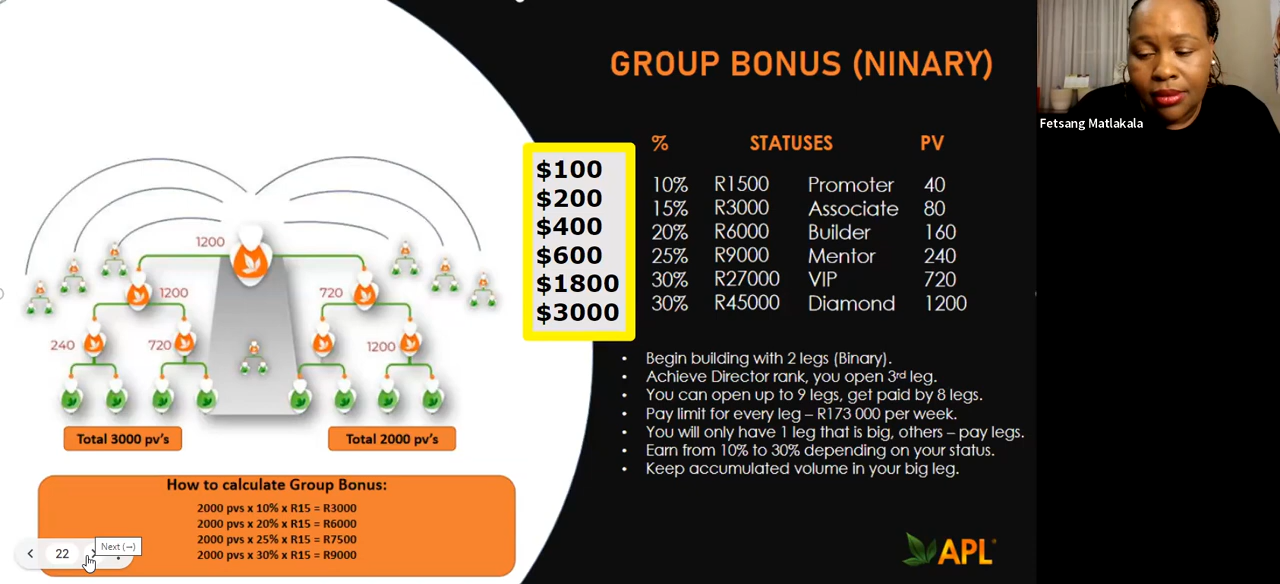 GROUP BONUS (NINARY)
Fetsang Matlakala
% STATUSES PV
$100 10% R1500 Promoter 40
$200 15% R3000 Associate 80
$400 20% R6000 Builder 160
$600 25% R9000 Mentor 240
$1800 30% R27000 VIP 720
$3000 30% R45000 Diamond 1200
1200
1200 720
240 720 1200
Total 3000 pv's Total 2000 pv's
• Begin building with 2 legs (Binary).
• Achieve Director rank, you open 3rd leg.
• You can open up to 9 legs, get paid by 8 legs.
• Pay limit for every leg – R173 000 per week.
• You will only have 1 leg that is big, others – pay legs.
• Earn from 10% to 30% depending on your status.
• Keep accumulated volume in your big leg.
How to calculate Group Bonus:
2000 pvs x 10% x R15 = R3000
2000 pvs x 20% x R15 = R6000
2000 pvs x 25% x R15 = R7500
2000 pvs x 30% x R15 = R9000
22
Next (→)
APL